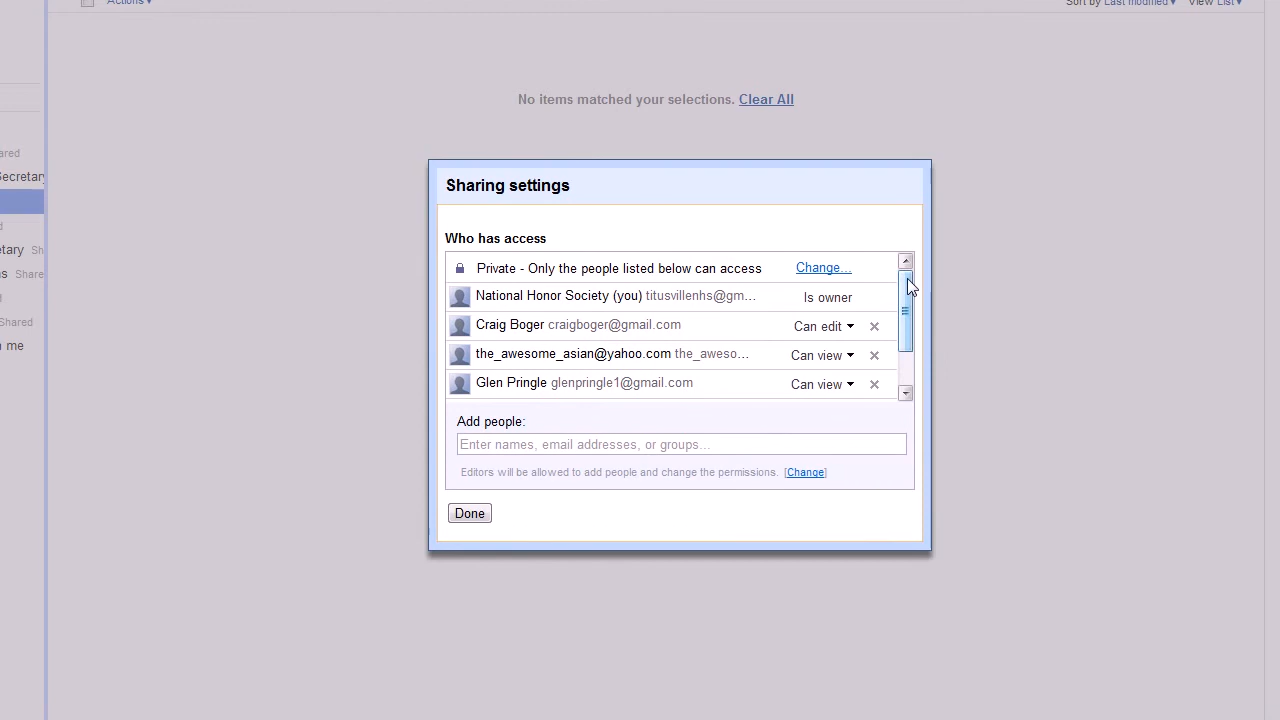 Actions ▾
Sort by Last modified ▾ View List ▾
No items matched your selections. Clear All
ared
Secretary
d
etary Sh
s Share
d
Shared
n me
Sharing settings
Who has access
Private - Only the people listed below can access Change...
National Honor Society (you) titusvillenhs@gm... Is owner
Craig Boger craigboger@gmail.com Can edit
the_awesome_asian@yahoo.com the_aweso... Can view
Glen Pringle glenpringle1@gmail.com Can view
Add people:
Enter names, email addresses, or groups...
Editors will be allowed to add people and change the permissions. [Change]
Done